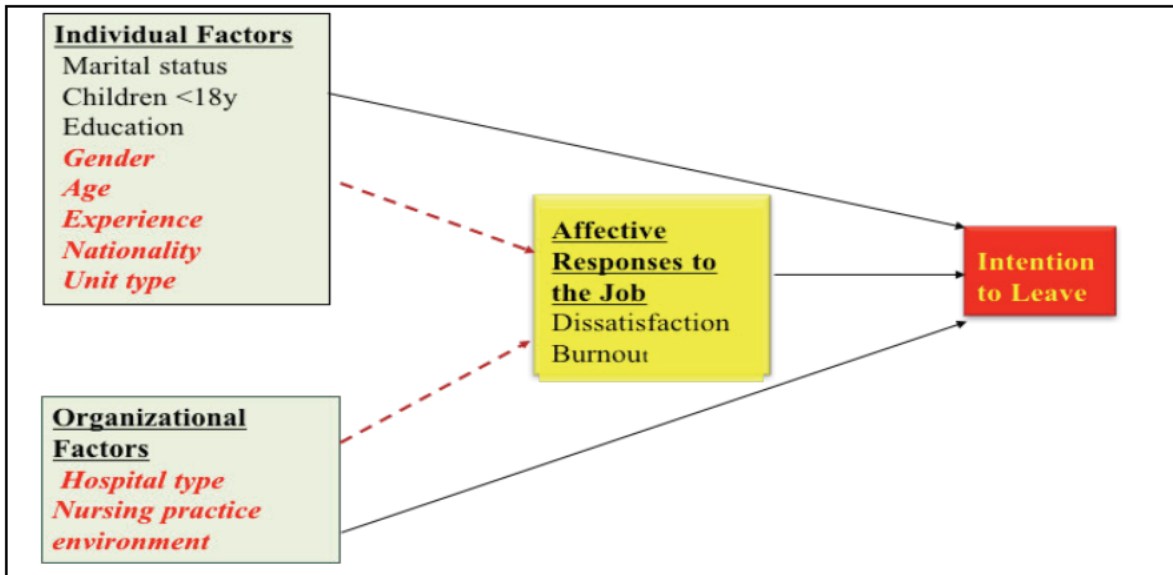 Individual Factors
Marital status
Children <18y
Education
Gender
Age
Experience
Nationality
Unit type
Affective
Responses to
the Job
Dissatisfaction
Burnout
Intention
to Leave
Organizational
Factors
Hospital type
Nursing practice
environment